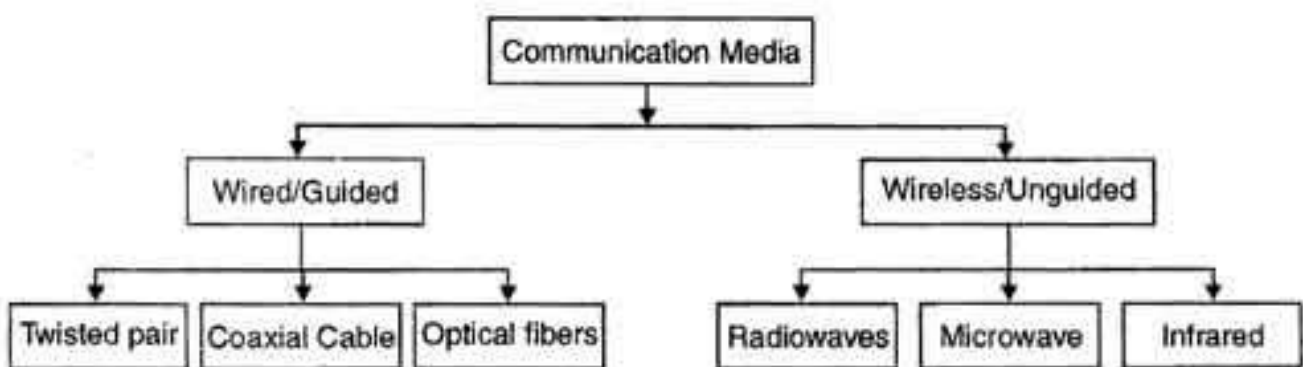 Communication Media
Wired/Guided
Wireless/Unguided
Twisted pair
Coaxial Cable
Optical fibers
Radiowaves
Microwave
Infrared